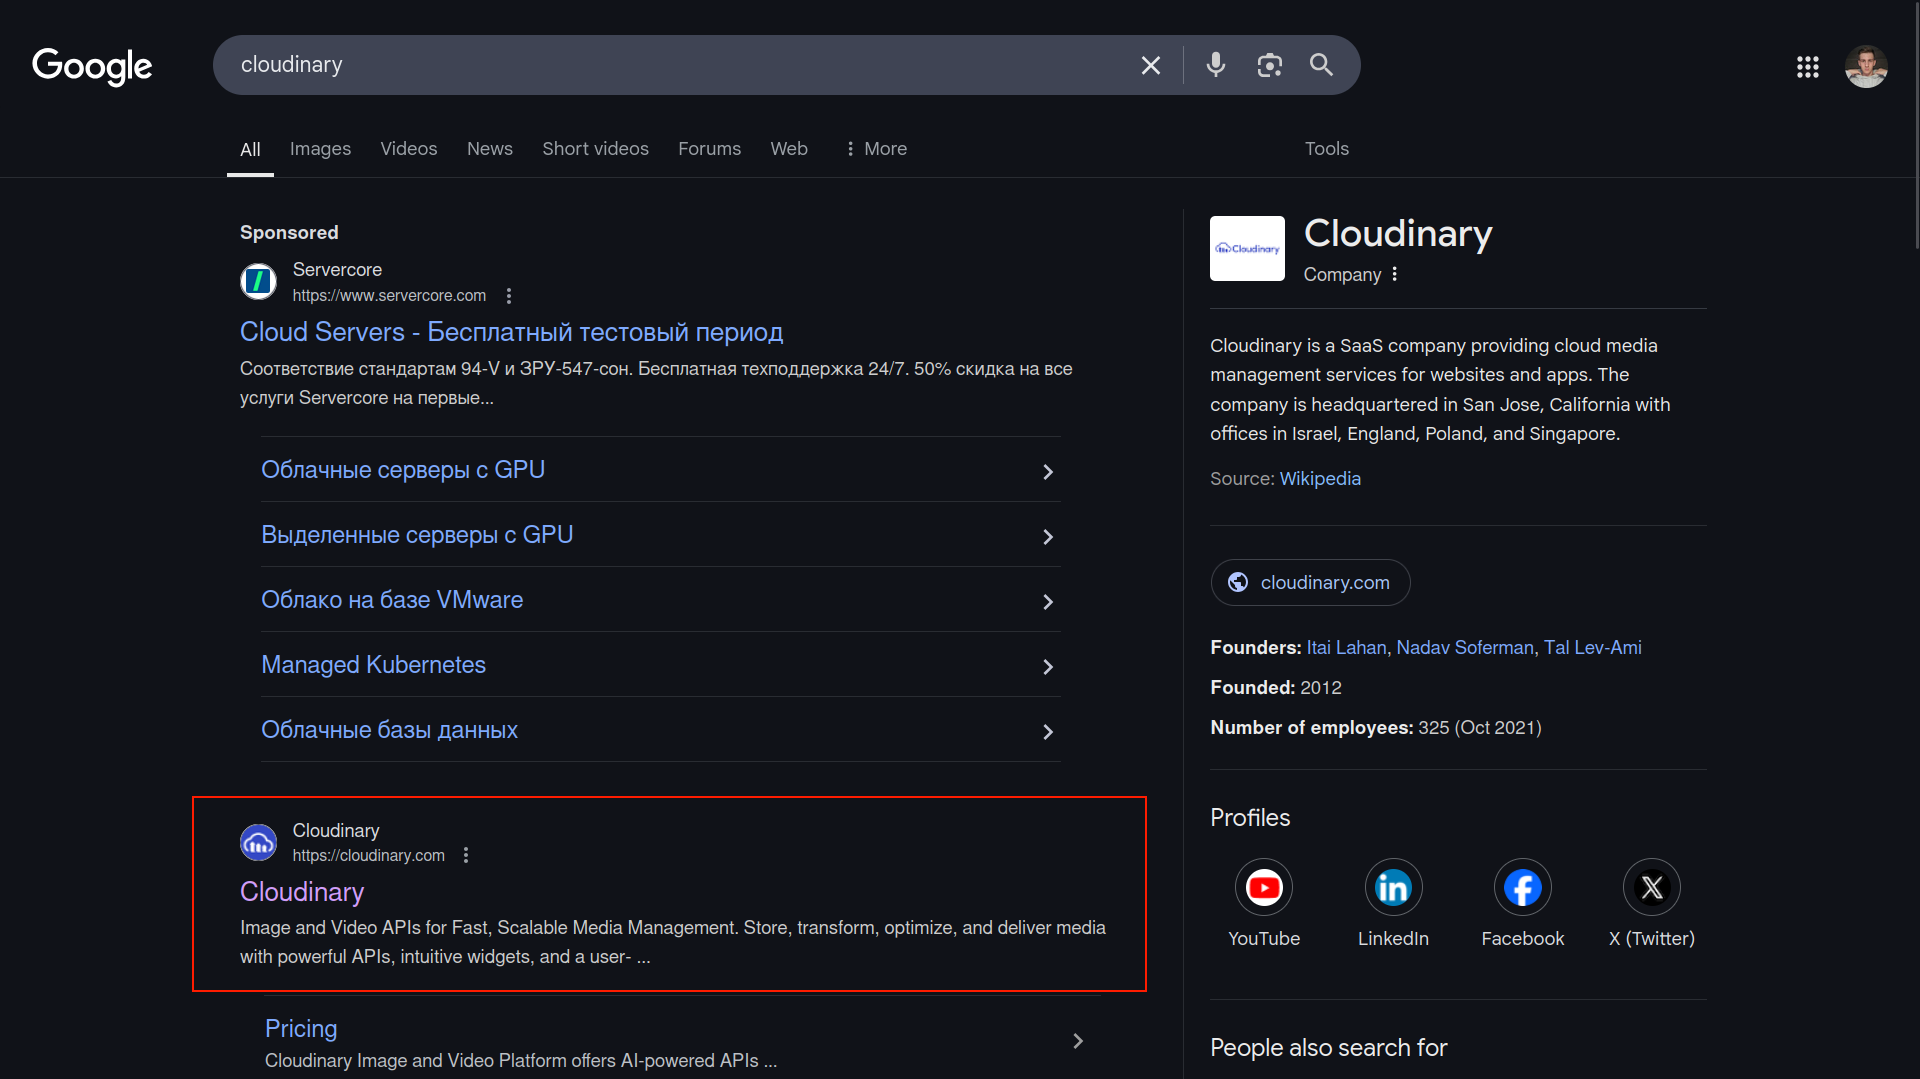 Google
cloudinary
All
Images
Videos
News
Short videos
Forums
Web
More
Tools
Sponsored
Servercore
https://www.servercore.com
Cloud Servers - Бесплатный тестовый период
Соответствие стандартам 94-V и ЗРУ-547-сон. Бесплатная техподдержка 24/7. 50% скидка на все
услуги Servercore на первые...
Облачные серверы с GPU
Выделенные серверы с GPU
Облако на базе VMware
Managed Kubernetes
Облачные базы данных
Cloudinary
https://cloudinary.com
Cloudinary
Image and Video APIs for Fast, Scalable Media Management. Store, transform, optimize, and deliver media
with powerful APIs, intuitive widgets, and a user- ...
Pricing
Cloudinary Image and Video Platform offers AI-powered APIs ...
Cloudinary
Cloudinary
Company
Cloudinary is a SaaS company providing cloud media
management services for websites and apps. The
company is headquartered in San Jose, California with
offices in Israel, England, Poland, and Singapore.
Source: Wikipedia
cloudinary.com
Founders: Itai Lahan, Nadav Soferman, Tal Lev-Ami
Founded: 2012
Number of employees: 325 (Oct 2021)
Profiles
YouTube
LinkedIn
Facebook
X (Twitter)
People also search for